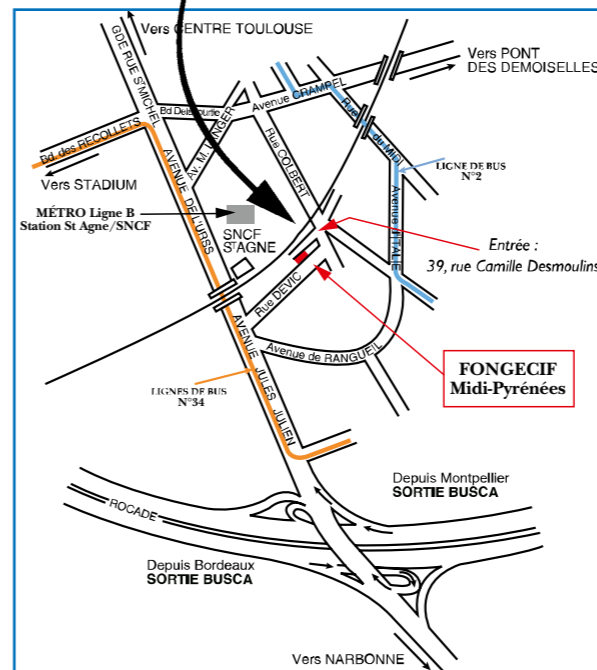 Vers CENTRE TOULOUSE
GDE RUE ST MICHEL
Vers PONT
DES DEMOISELLES
Avenue CRAMPEL
Bd des RECOLLETS
Av. M. LANGER
Rue COLBERT
Rue du MIDI
LIGNE DE BUS
N°2
Vers STADIUM
AVENUE DE L'URSS
MÉTRO Ligne B
Station St Agne/SNCF
SNCF
ST AGNE
Avenue d'ITALIE
Entrée :
39, rue Camille Desmoulins
Rue DEVIC
Avenue de RANGUEIL
FONGECIF
Midi-Pyrénées
AVENUE JULES JULIEN
LIGNES DE BUS
N°34
Depuis Montpellier
SORTIE BUSCA
ROCADE
Depuis Bordeaux
SORTIE BUSCA
Vers NARBONNE